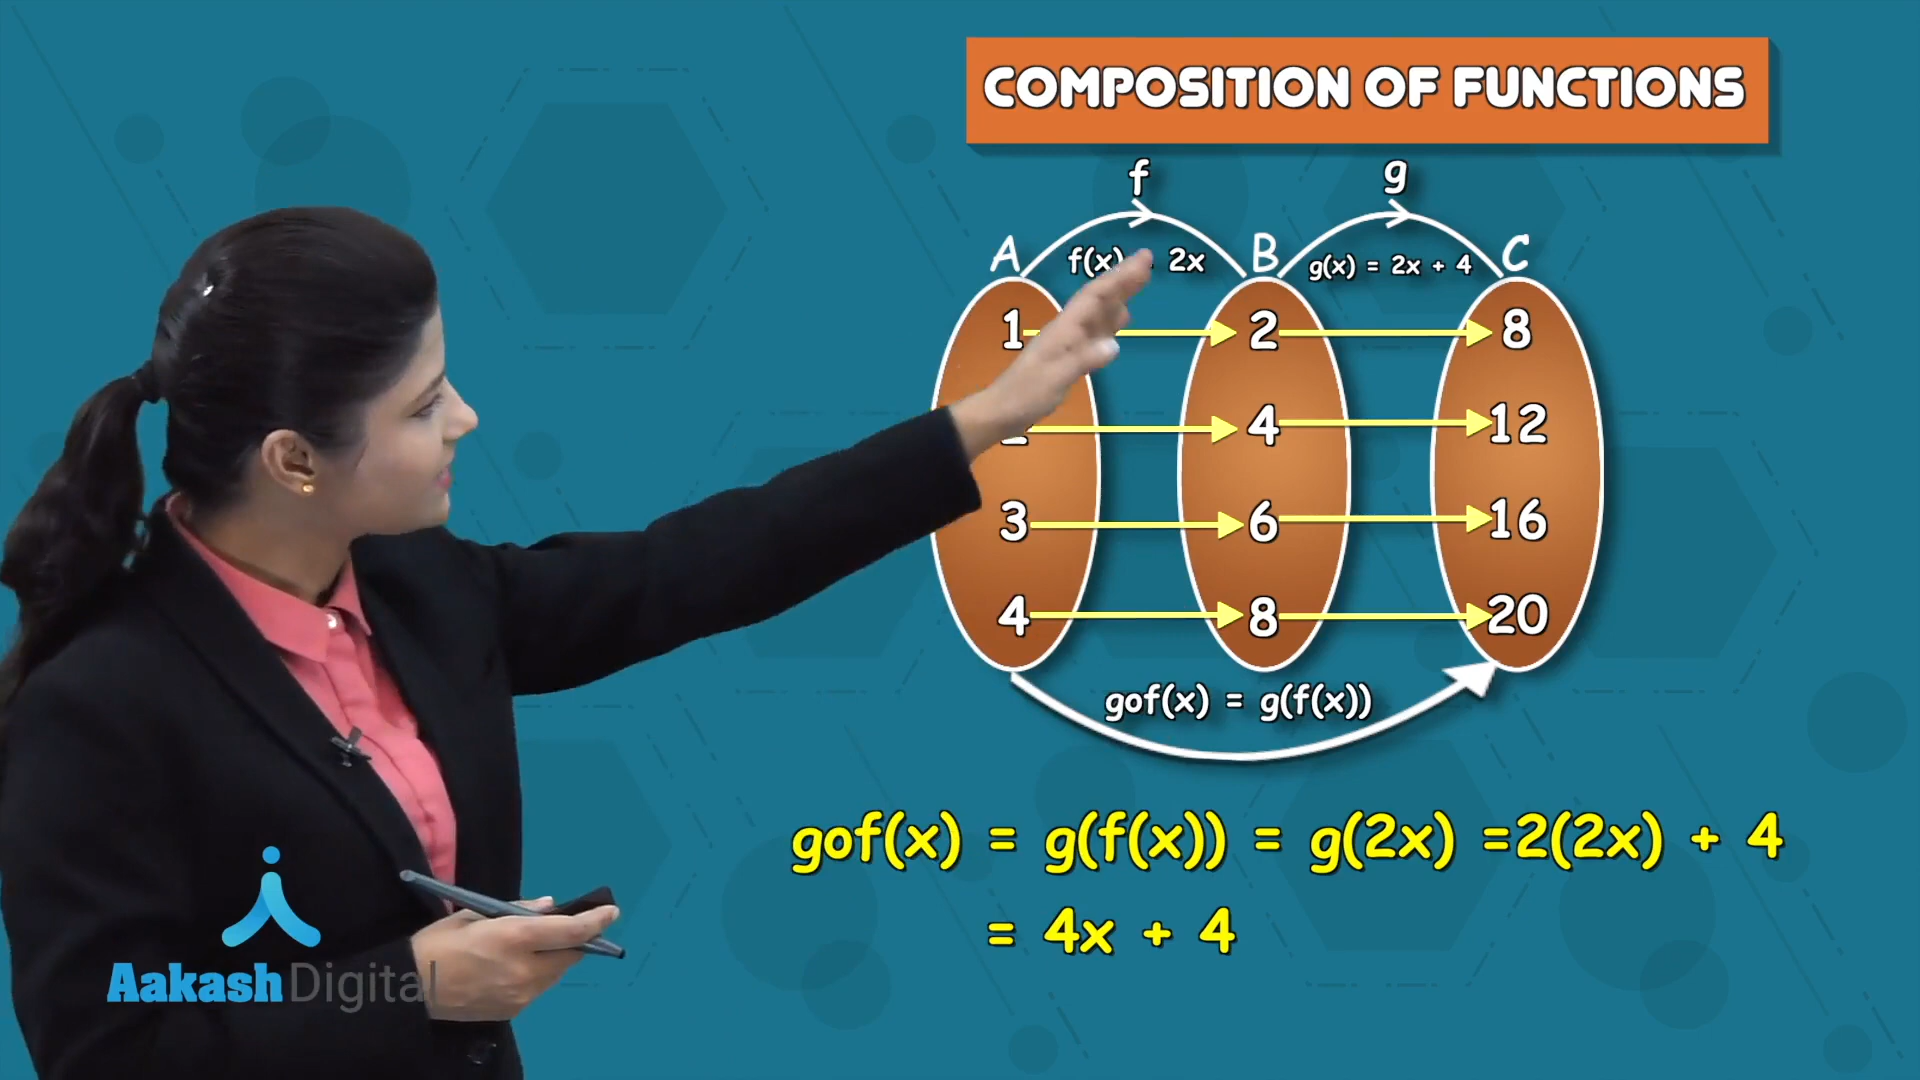 COMPOSITION OF FUNCTIONS
f g
A B C
f(x) 2x g(x) = 2x + 4
1 2 8
4 12
3 6 16
4 8 20
gof(x) = g(f(x))
gof(x) = g(f(x)) = g(2x) =2(2x) + 4
= 4x + 4
Aakash Digital